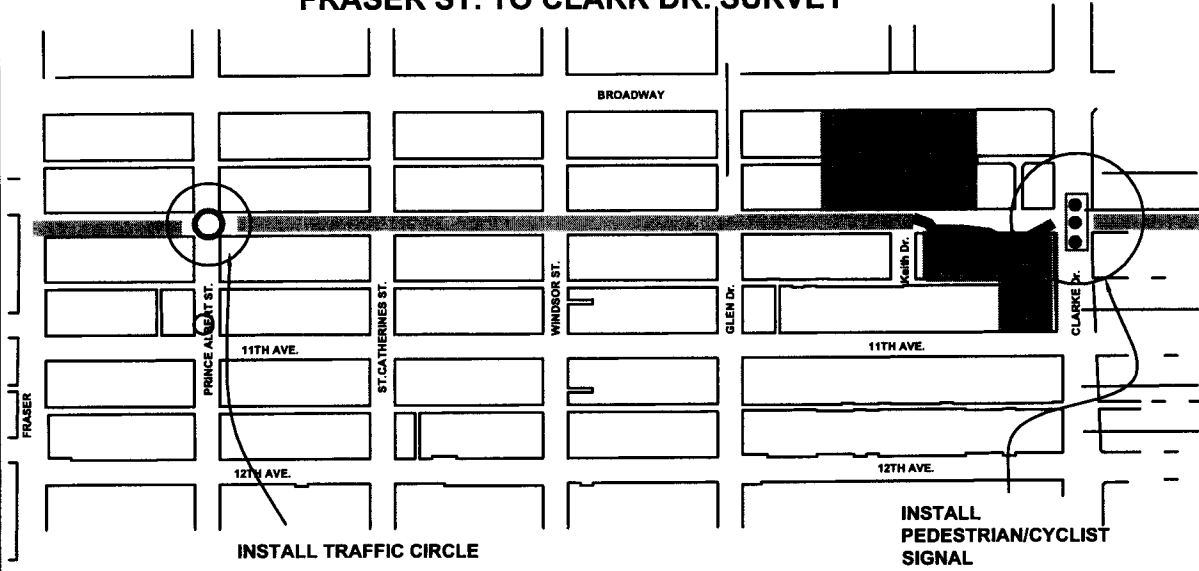 FRASER ST. TO CLARK DR. SURVEY
BROADWAY
PRINCE ALBERT ST.
ST.CATHERINES ST.
WINDSOR ST.
GLEN Dr.
Keith Dr.
CLARKE Dr.
11TH AVE.
11TH AVE.
FRASER
12TH AVE.
12TH AVE.
INSTALL TRAFFIC CIRCLE
INSTALL
PEDESTRIAN/CYCLIST
SIGNAL